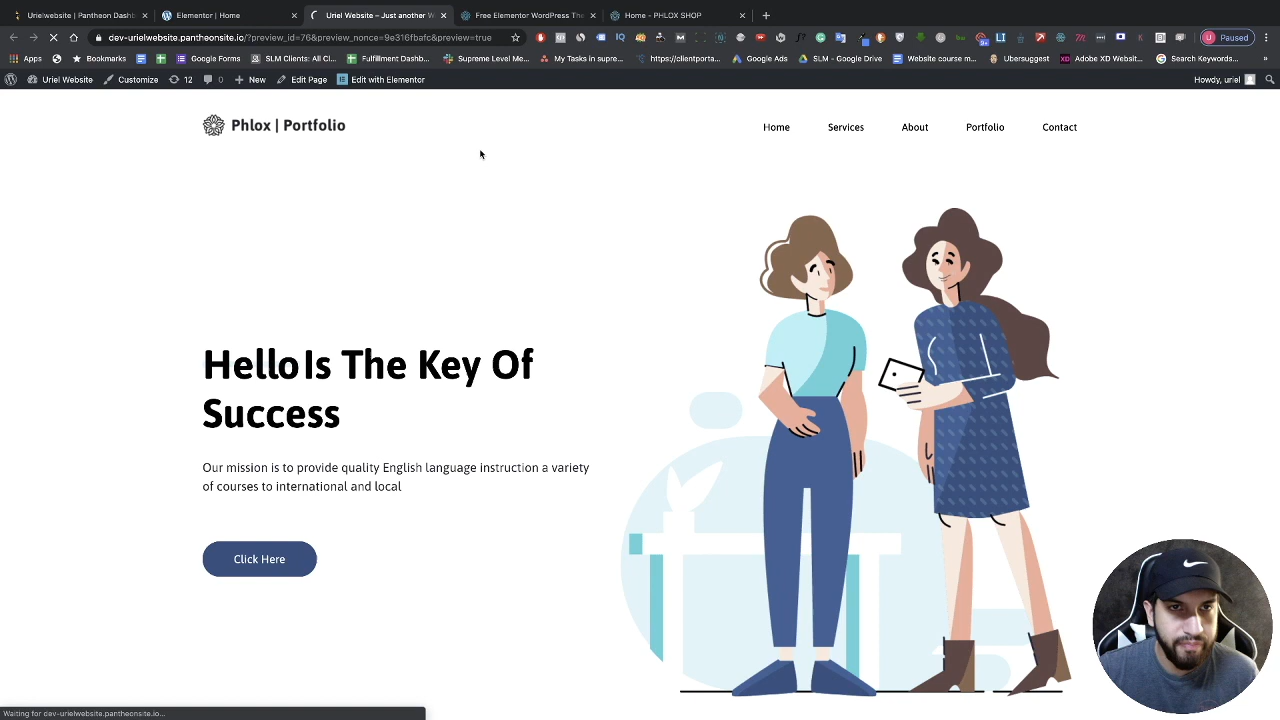 Urielwebsite | Pantheon Dashb
Elementor | Home
Uriel Website – Just another W
Free Elementor WordPress The
Home - PHLOX SHOP
dev-urielwebsite.pantheonsite.io/?preview_id=76&preview_nonce=9e316fbafc&preview=true
Paused
Apps
Bookmarks
Google Forms
SLM Clients: All Cl...
Fulfillment Dashb...
Supreme Level Me...
My Tasks in supre...
https://clientporta...
Google Ads
SLM - Google Drive
Website course m...
Ubersuggest
Adobe XD Websit...
Search Keywords...
Uriel Website
Customize
12
0
New
Edit Page
Edit with Elementor
Howdy, uriel
Phlox | Portfolio
Home
Services
About
Portfolio
Contact
Hello Is The Key Of
Success
Our mission is to provide quality English language instruction a variety
of courses to international and local
Click Here
Waiting for dev-urielwebsite.pantheonsite.io...